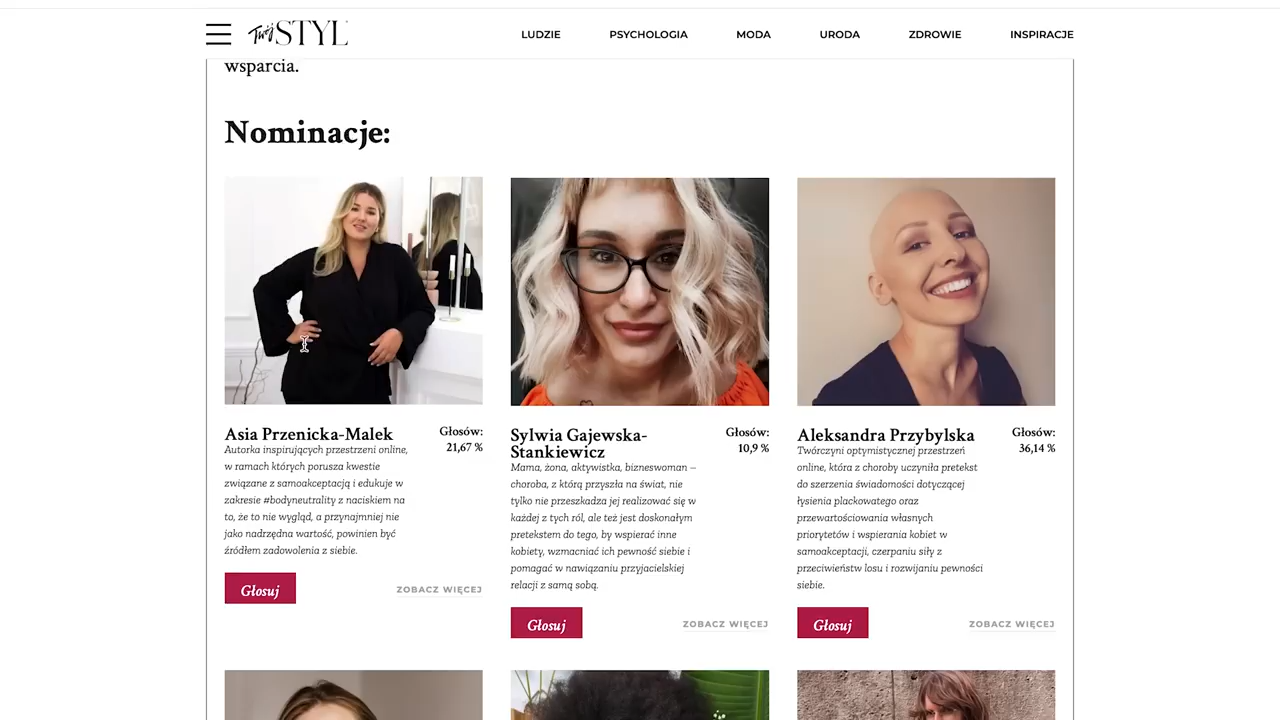 Twój STYL
LUDZIE
PSYCHOLOGIA
MODA
URODA
ZDROWIE
INSPIRACJE
wsparcia.
Nominacje:
Asia Przenicka-Malek
Głosów:
21,67 %
Autorka inspirujących przestrzeni online,
w ramach których porusza kwestie
związane z samoakceptacją i edukuje w
zakresie #bodyneutrality z naciskiem na
to, że to nie wygląd, a przynajmniej nie
jako nadrzędna wartość, powinien być
źródłem zadowolenia z siebie.
Głosuj
ZOBACZ WIĘCEJ
Sylwia Gajewska-
Stankiewicz
Głosów:
10,9 %
Mama, żona, aktywistka, bizneswoman –
choroba, z którą przyszła na świat, nie
tylko nie przeszkadza jej realizować się w
każdej z tych ról, ale też jest doskonałym
pretekstem do tego, by wspierać inne
kobiety, wzmacniać ich pewność siebie i
pomagać w nawiązaniu przyjacielskiej
relacji z samą sobą.
Głosuj
ZOBACZ WIĘCEJ
Aleksandra Przybylska
Głosów:
36,14 %
Twórczyni optymistycznej przestrzeń
online, która z choroby uczyniła pretekst
do szerzenia świadomości dotyczącej
łysienia plackowatego oraz
przewartościowania własnych
priorytetów i wspierania kobiet w
samoakceptacji, czerpaniu siły z
przeciwieństw losu i rozwijaniu pewności
siebie.
Głosuj
ZOBACZ WIĘCEJ